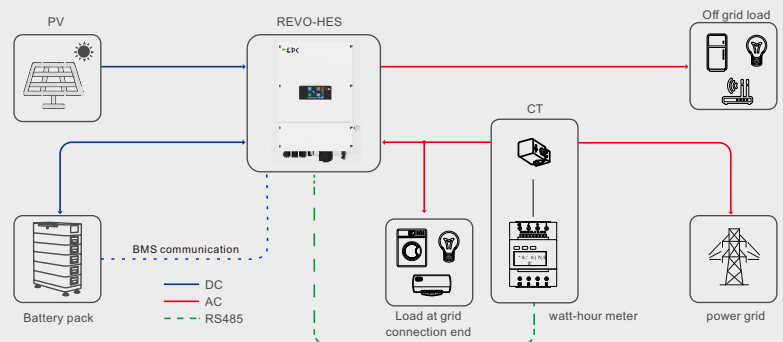 PV
REVO-HES
Off grid load
EPC
CT
BMS communication
DC
AC
RS485
Battery pack
Load at grid
connection end
watt-hour meter
power grid